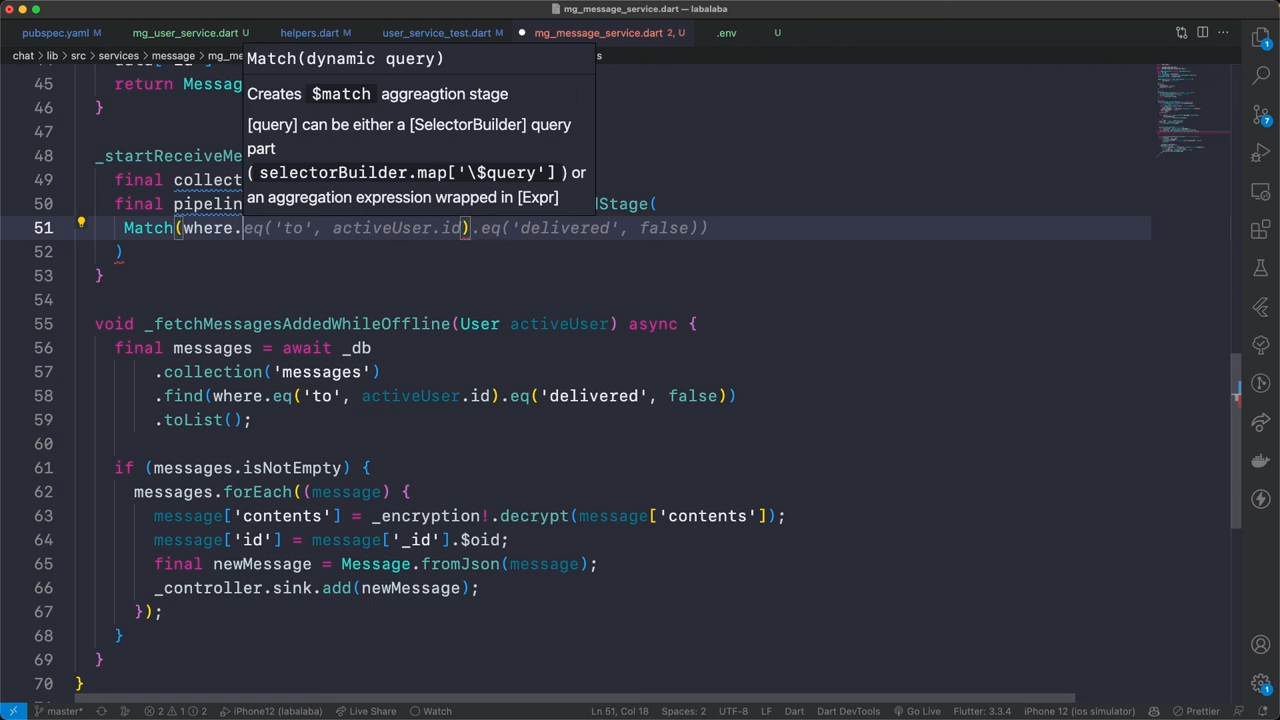 mg_message_service.dart — labalaba
pubspec.yaml M
mg_user_service.dart U
helpers.dart M
user_service_test.dart M
mg_message_service.dart 2, U
.env U
chat > lib > src > services > message > mg_me
s
Match(dynamic query)
Creates $match aggreagtion stage
[query] can be either a [SelectorBuilder] query
part
(selectorBuilder.map['\$query']) or
an aggregation expression wrapped in [Expr]
45 return Messag
46 }
47
48 _startReceiveMe
49 final collect
50 final pipelin dStage(
51 Match(where.eq('to', activeUser.id).eq('delivered', false))
52 )
53 }
54
55 void _fetchMessagesAddedWhileOffline(User activeUser) async {
56 final messages = await _db
57 .collection('messages')
58 .find(where.eq('to', activeUser.id).eq('delivered', false))
59 .toList();
60
61 if (messages.isNotEmpty) {
62 messages.forEach((message) {
63 message['contents'] = _encryption!.decrypt(message['contents']);
64 message['id'] = message['_id'].$oid;
65 final newMessage = Message.fromJson(message);
66 _controller.sink.add(newMessage);
67 });
68 }
69 }
70 }
1
7
1
master* 2 1 2 iPhone12 (labalaba) Live Share Watch Ln 51, Col 18 Spaces: 2 UTF-8 LF Dart Dart DevTools Go Live Flutter: 3.3.4 iPhone 12 (ios simulator) Prettier